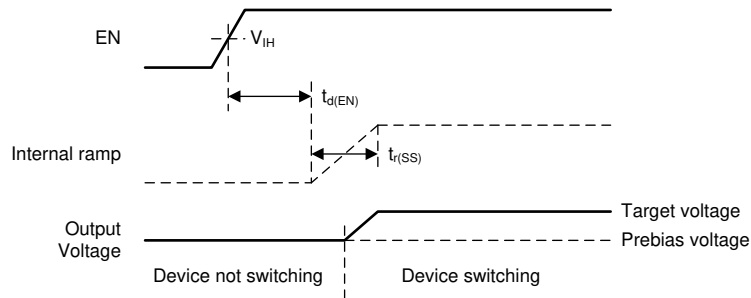 EN
V_IH
t_d(EN)
Internal ramp
t_r(SS)
Output
Voltage
Target voltage
Prebias voltage
Device not switching
Device switching